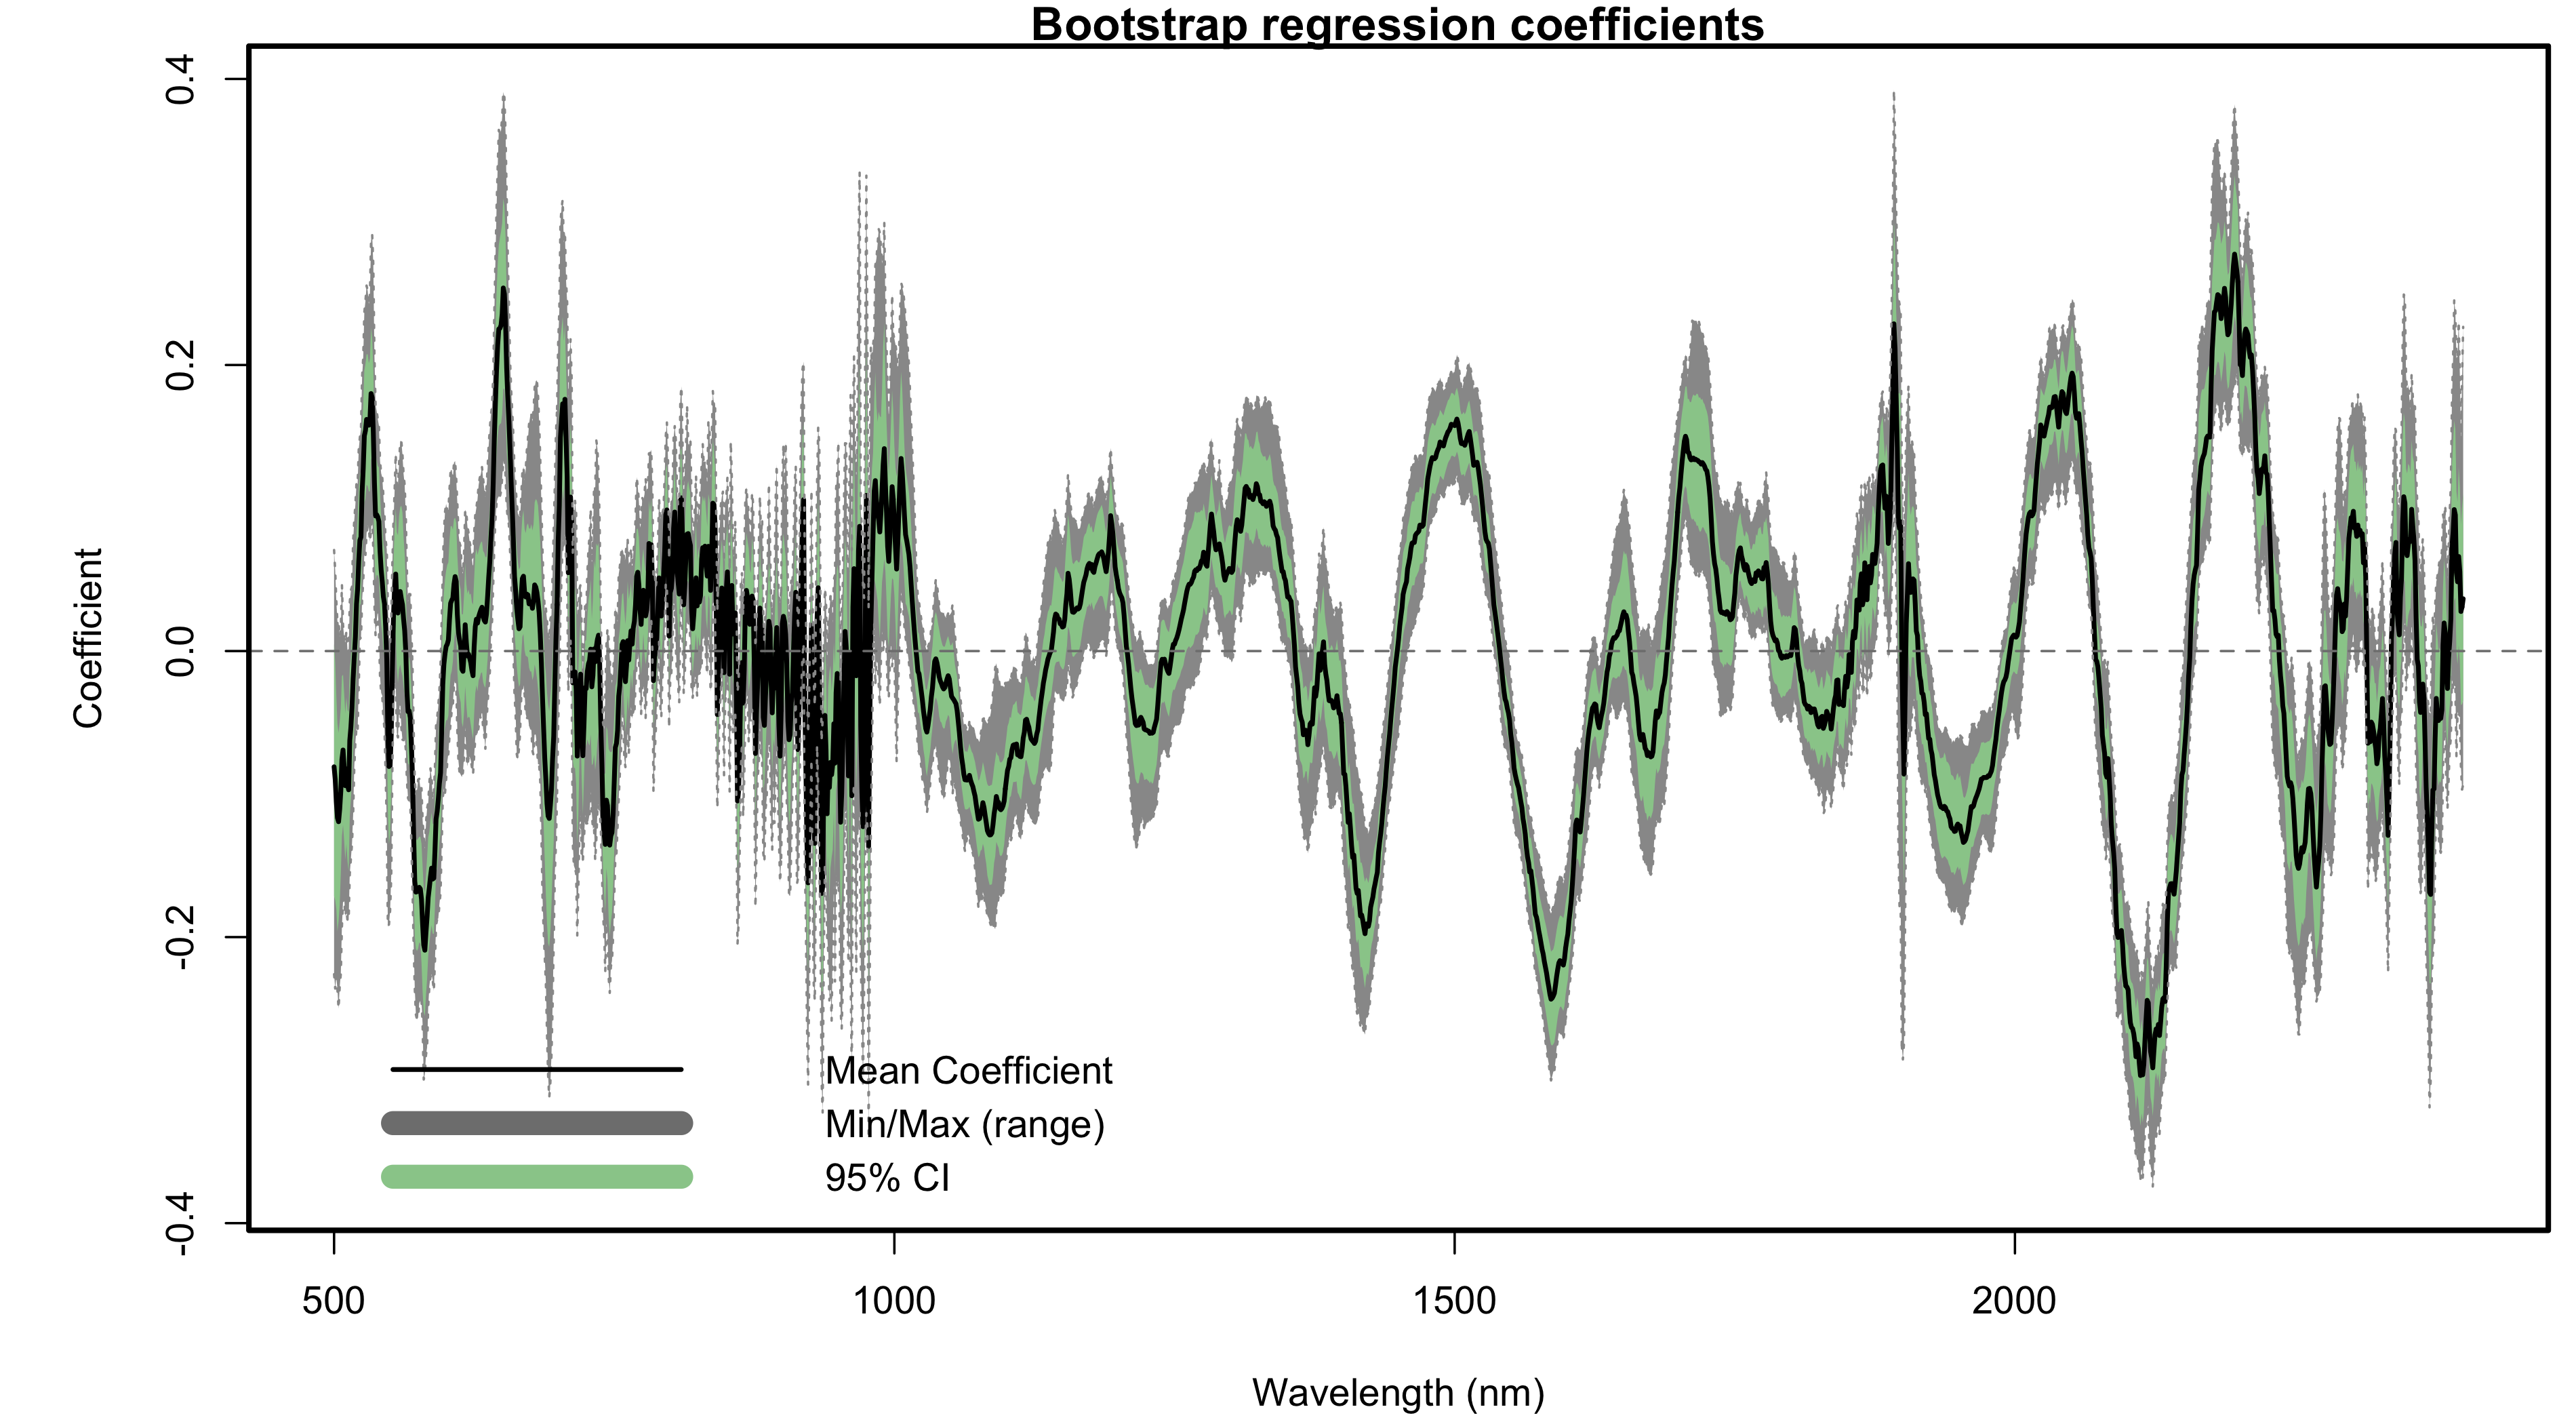 Bootstrap regression coefficients
0.4
0.2
0.0
-0.2
-0.4
Coefficient
Mean Coefficient
Min/Max (range)
95% CI
500
1000
1500
2000
Wavelength (nm)